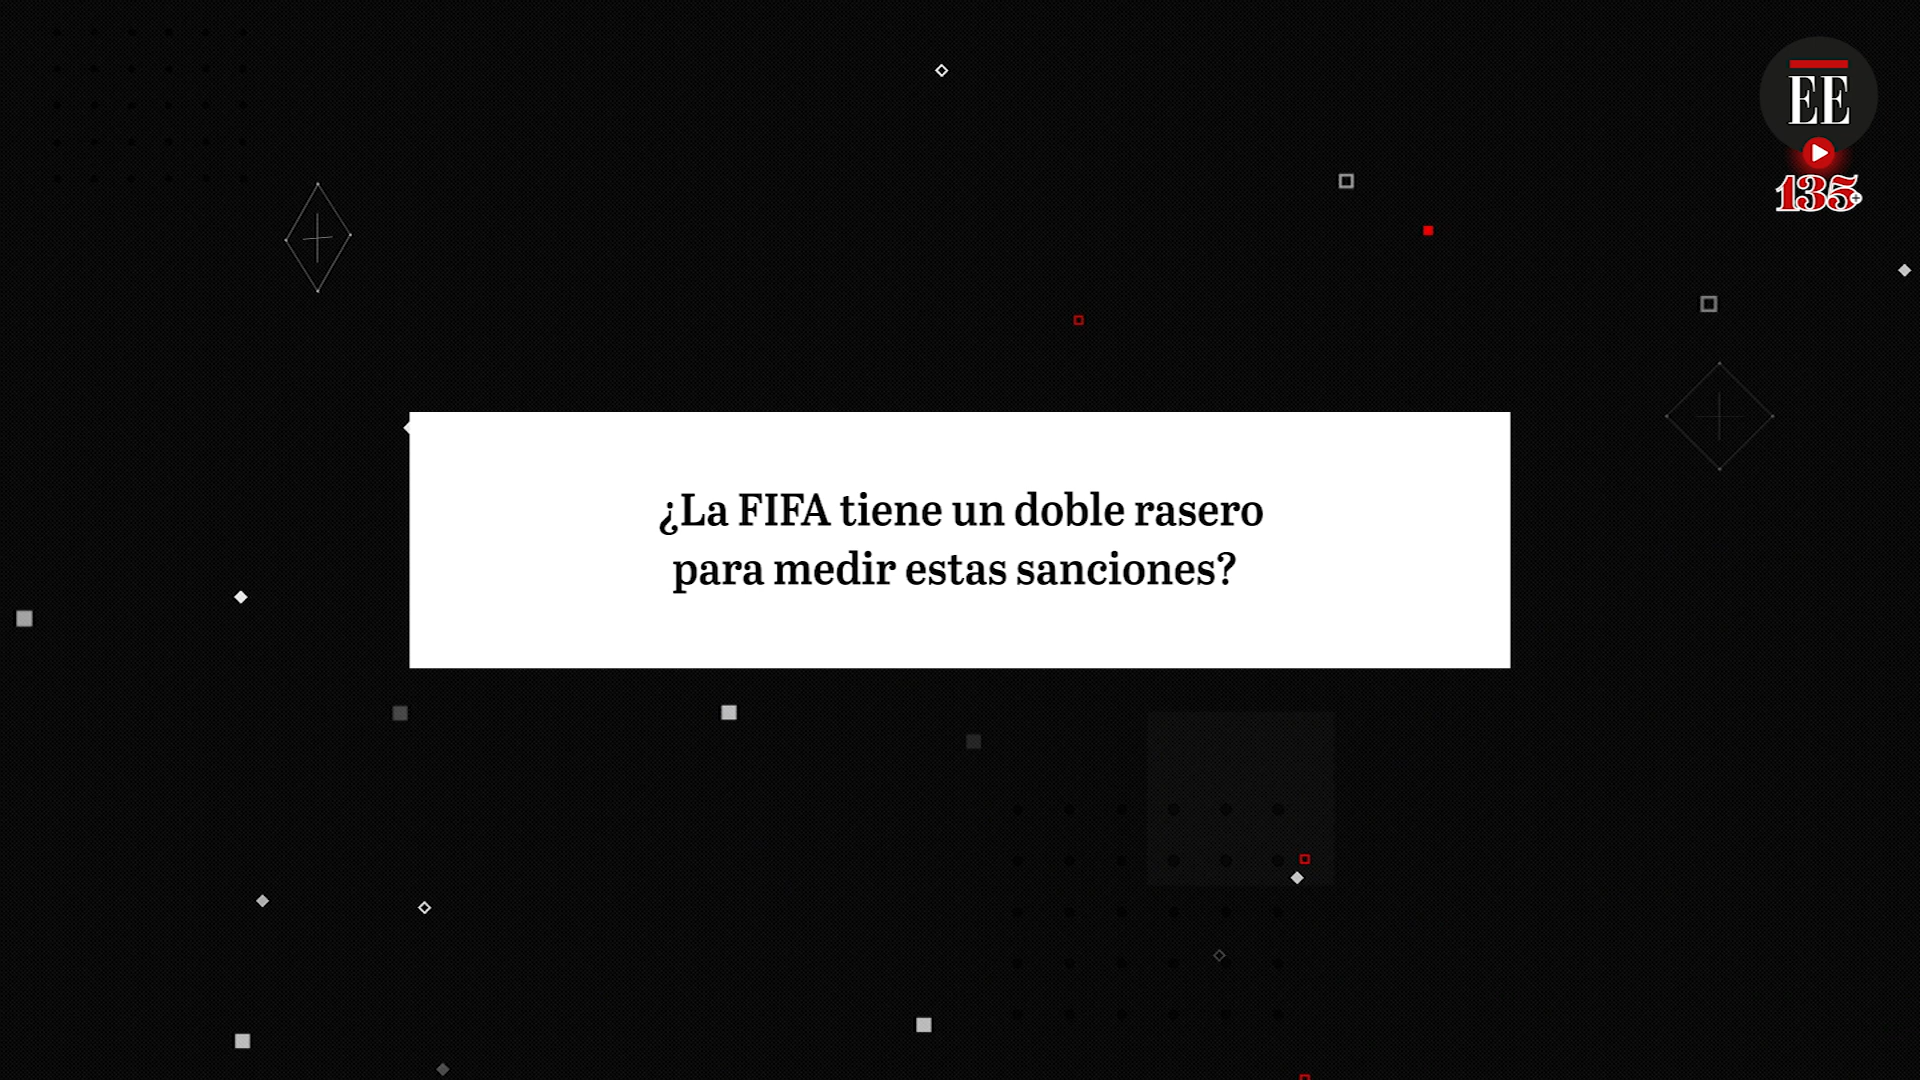 EE
135+
¿La FIFA tiene un doble rasero
para medir estas sanciones?